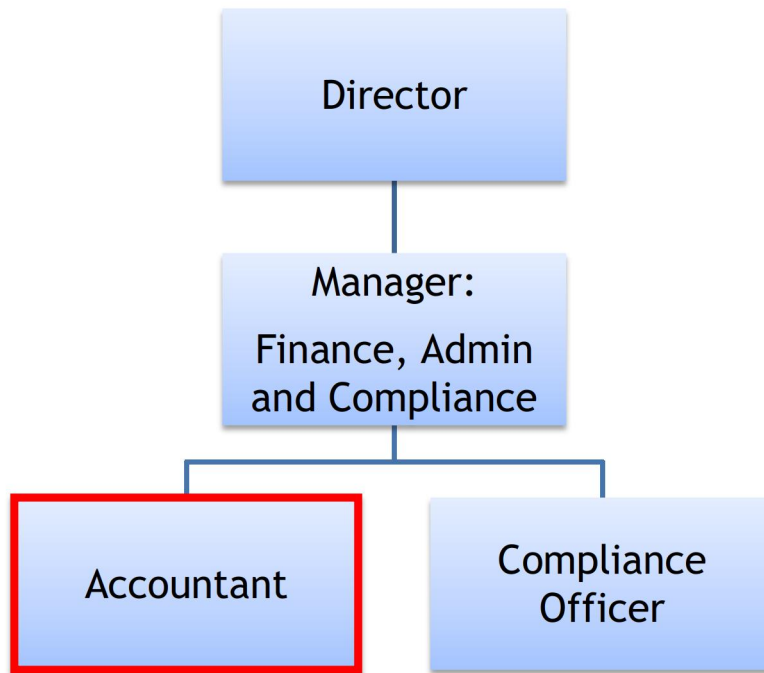 Director
Manager:
Finance, Admin
and Compliance
Accountant
Compliance
Officer